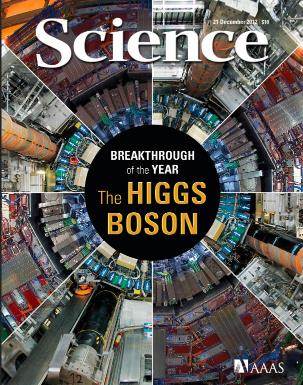 Science
21 December 2012 | $10
BREAKTHROUGH
of the YEAR
The HIGGS
BOSON
AAAS